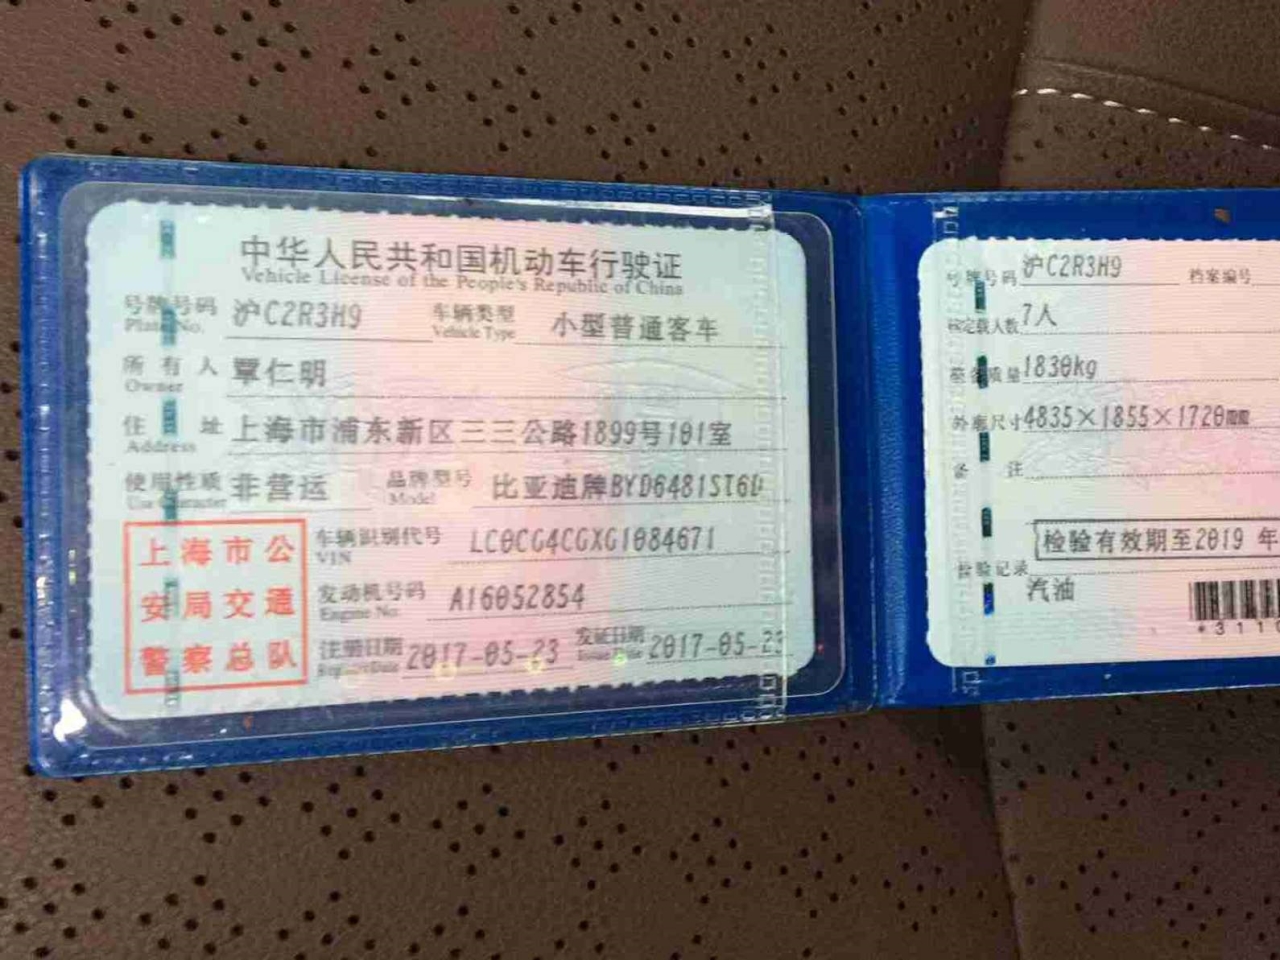 中华人民共和国机动车行驶证
Vehicle License of the People's Republic of China
号牌号码 沪C2R3H9 车辆类型 小型普通客车
Plate No. Vehicle Type
所有人 覃仁明
Owner
住址 上海市浦东新区三三公路1899号101室
Address
使用性质 非营运 品牌型号 比亚迪牌BYD6481ST6D
Use Character Model
上海市公
安局交通
警察总队
车辆识别代号 LC0CG4CGXG1084671
VIN
发动机号码 A16052854
Engine No.
注册日期 2017-05-23 发证日期 2017-05-23
Register Date Issue Date
号牌号码 沪C2R3H9 档案编号
核定载人数 7人
整备质量 1830kg
外廓尺寸 4835×1855×1720mm
备注
检验有效期至2019 年
检验记录
汽油
*3110